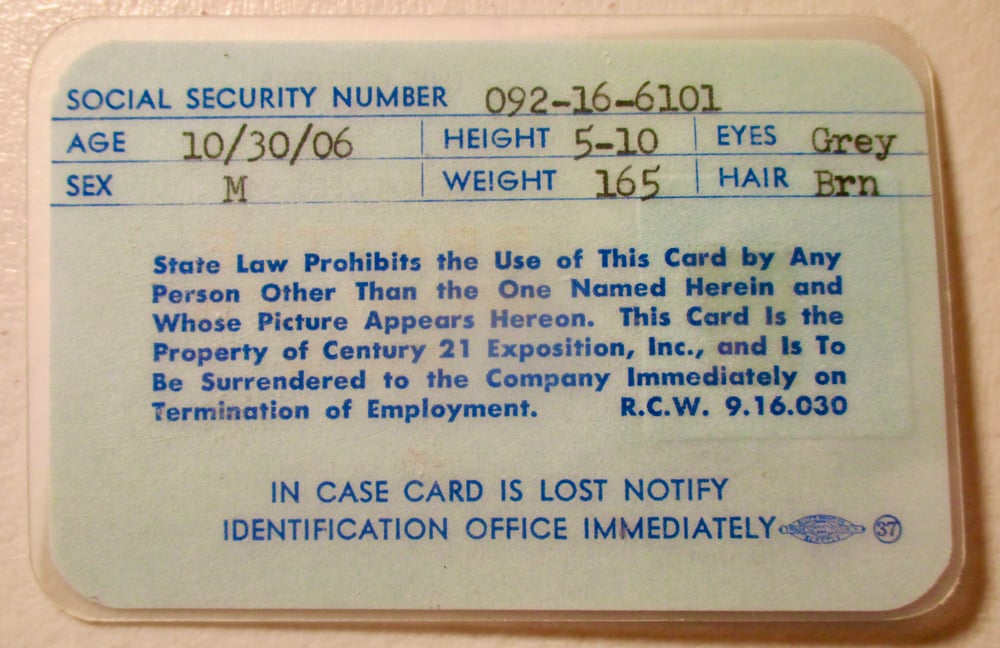 SOCIAL SECURITY NUMBER 092-16-6101
AGE 10/30/06 HEIGHT 5-10 EYES Grey
SEX M WEIGHT 165 HAIR Brn
State Law Prohibits the Use of This Card by Any
Person Other Than the One Named Herein and
Whose Picture Appears Hereon. This Card Is the
Property of Century 21 Exposition, Inc., and Is To
Be Surrendered to the Company Immediately on
Termination of Employment. R.C.W. 9.16.030
IN CASE CARD IS LOST NOTIFY
IDENTIFICATION OFFICE IMMEDIATELY 37